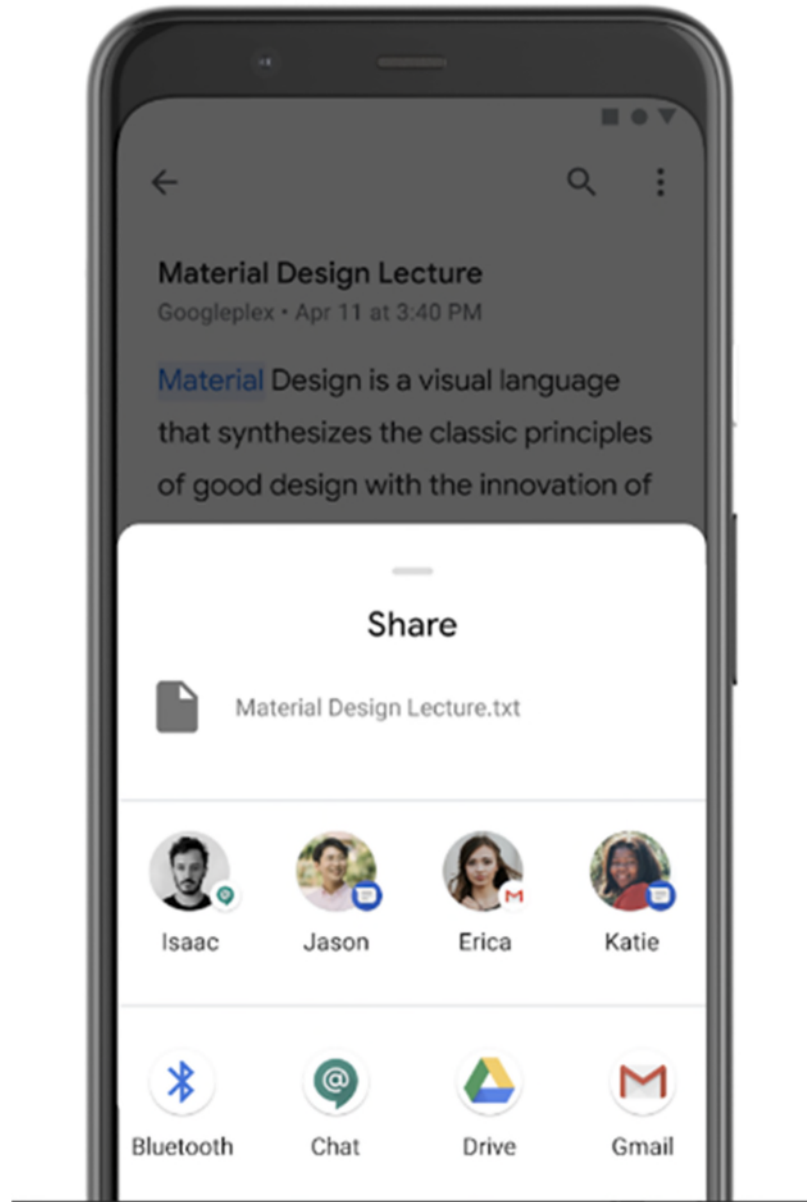 Material Design Lecture
Googleplex • Apr 11 at 3:40 PM
Material Design is a visual language
that synthesizes the classic principles
of good design with the innovation of
Share
Material Design Lecture.txt
Isaac Jason Erica Katie
Bluetooth Chat Drive Gmail